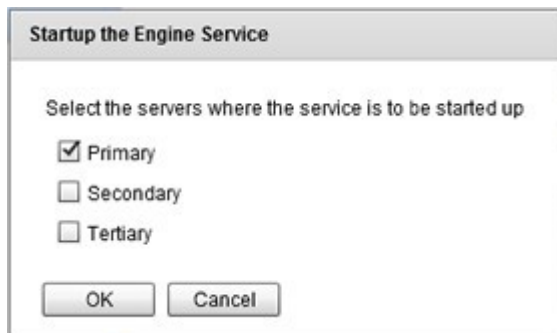 Startup the Engine Service
Select the servers where the service is to be started up
Primary
Secondary
Tertiary
OK Cancel